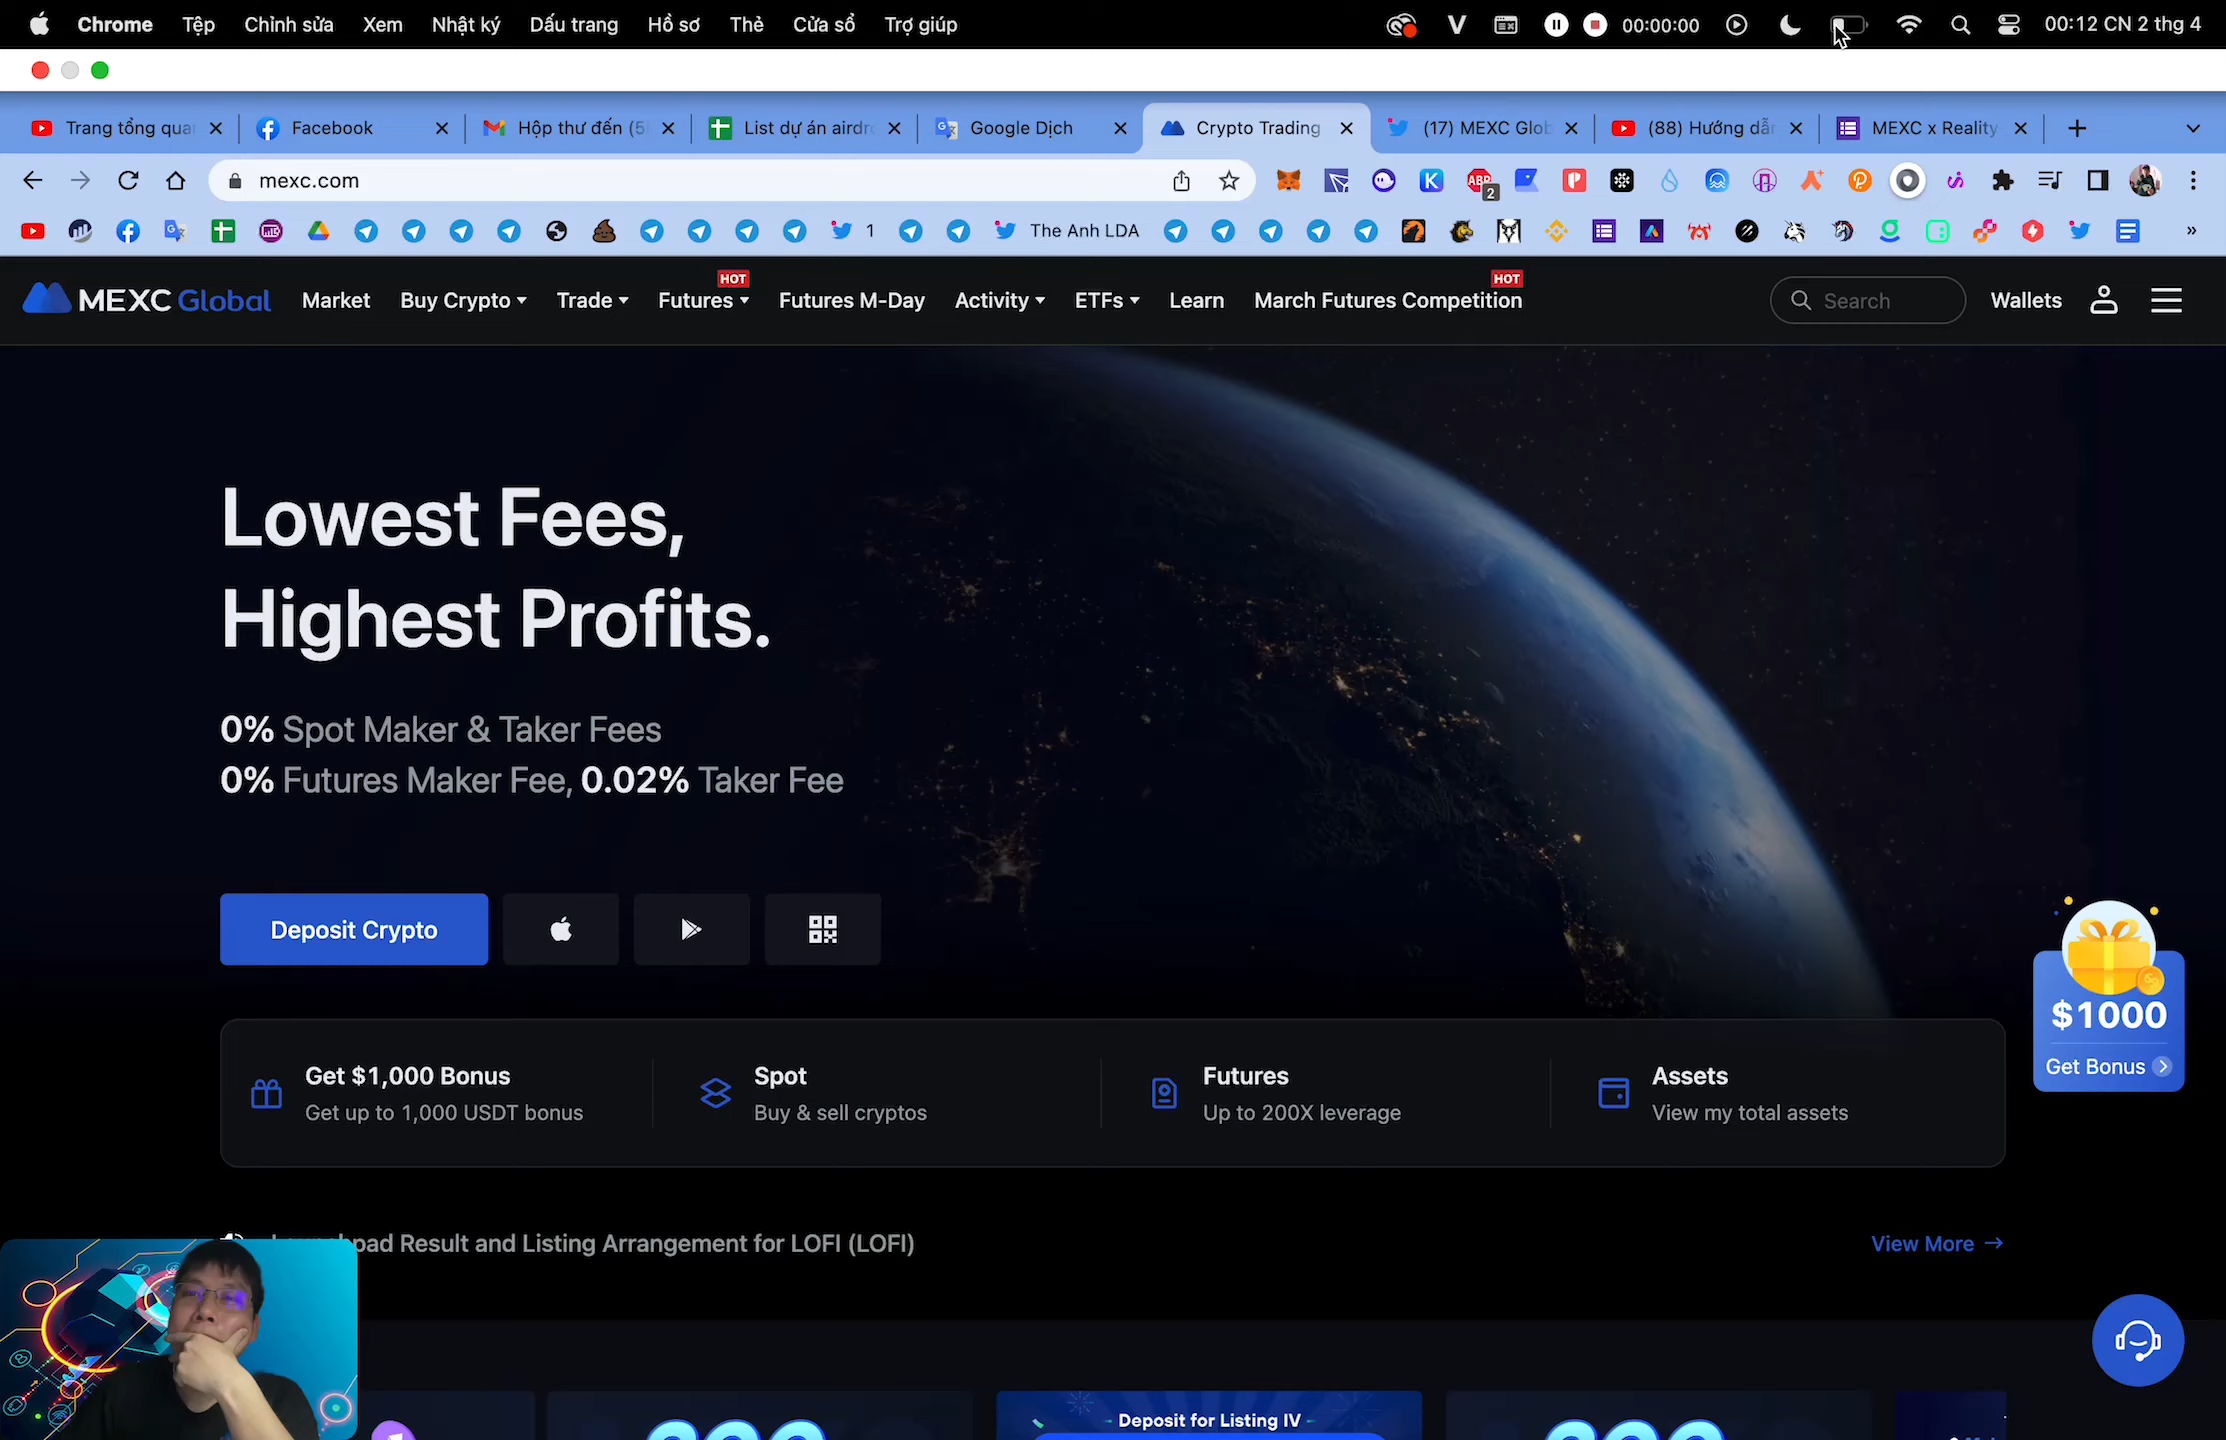 Chrome Tệp Chỉnh sửa Xem Nhật ký Dấu trang Hồ sơ Thẻ Cửa sổ Trợ giúp 00:00:00 00:12 CN 2 thg 4
Trang tổng qua Facebook Hộp thư đến (5 List dự án airdr Google Dịch Crypto Trading (17) MEXC Glob (88) Hướng dẫn MEXC x Reality
mexc.com ABP 2
1 The Anh LDA
HOT HOT
MEXC Global Market Buy Crypto Trade Futures Futures M-Day Activity ETFs Learn March Futures Competition Search Wallets
Lowest Fees,
Highest Profits.
0% Spot Maker & Taker Fees
0% Futures Maker Fee, 0.02% Taker Fee
Deposit Crypto
$1000
Get Bonus
Get $1,000 Bonus
Get up to 1,000 USDT bonus
Spot
Buy & sell cryptos
Futures
Up to 200X leverage
Assets
View my total assets
pad Result and Listing Arrangement for LOFI (LOFI) View More
Deposit for Listing IV